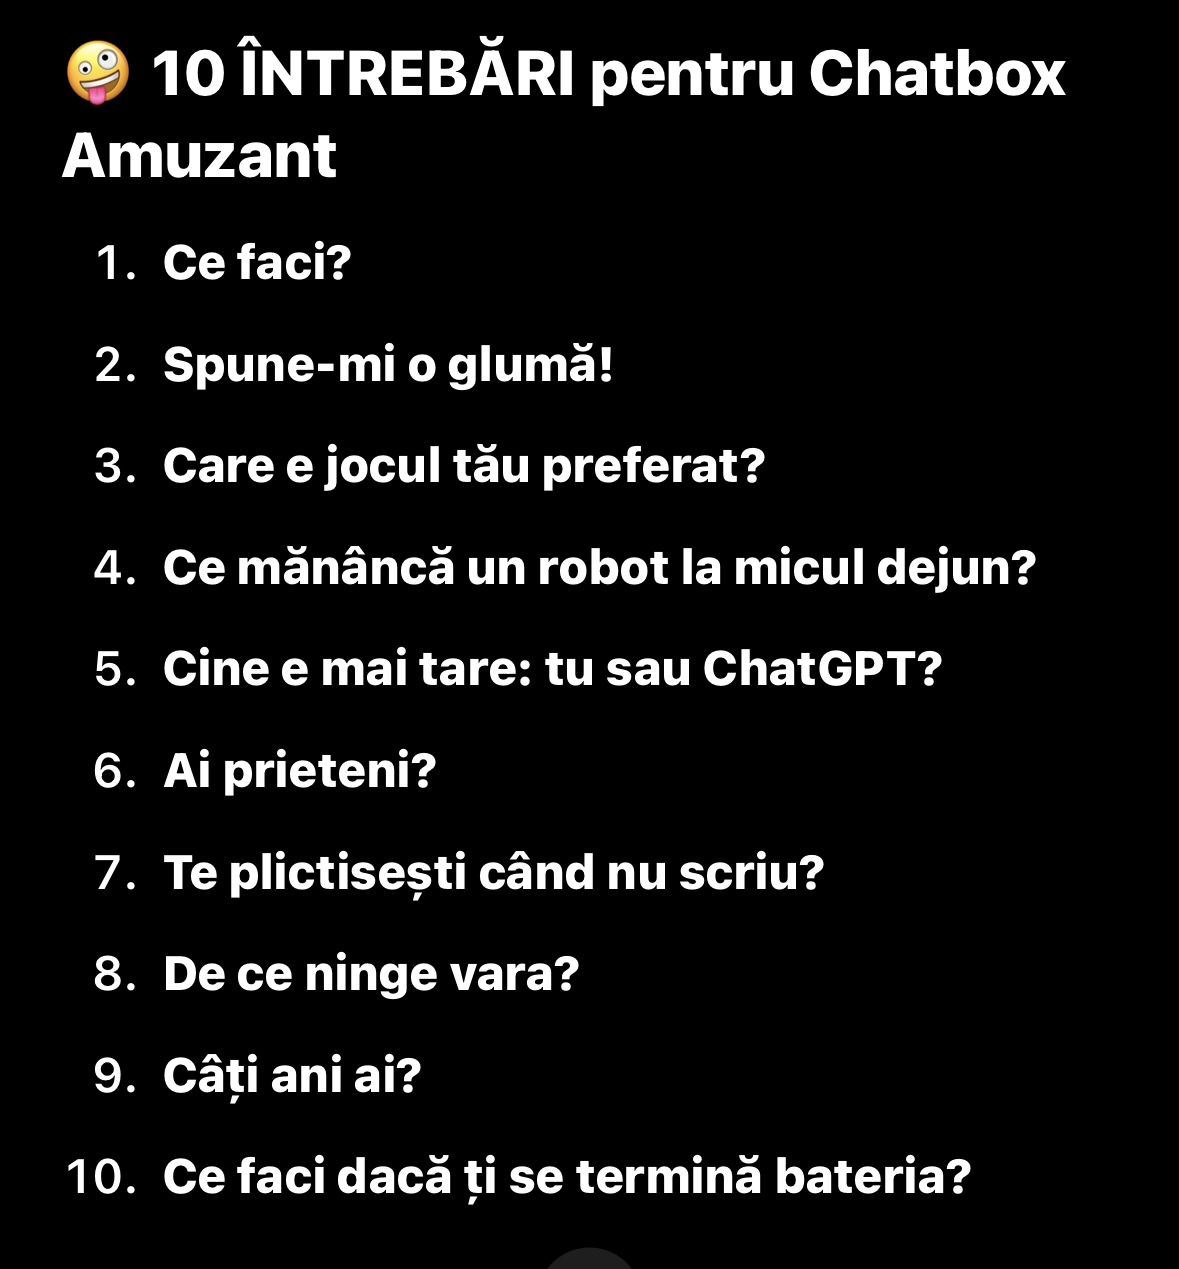 🤪 10 ÎNTREBĂRI pentru Chatbox
Amuzant
1. Ce faci?
2. Spune-mi o glumă!
3. Care e jocul tău preferat?
4. Ce mănâncă un robot la micul dejun?
5. Cine e mai tare: tu sau ChatGPT?
6. Ai prieteni?
7. Te plictisești când nu scriu?
8. De ce ninge vara?
9. Câți ani ai?
10. Ce faci dacă ți se termină bateria?